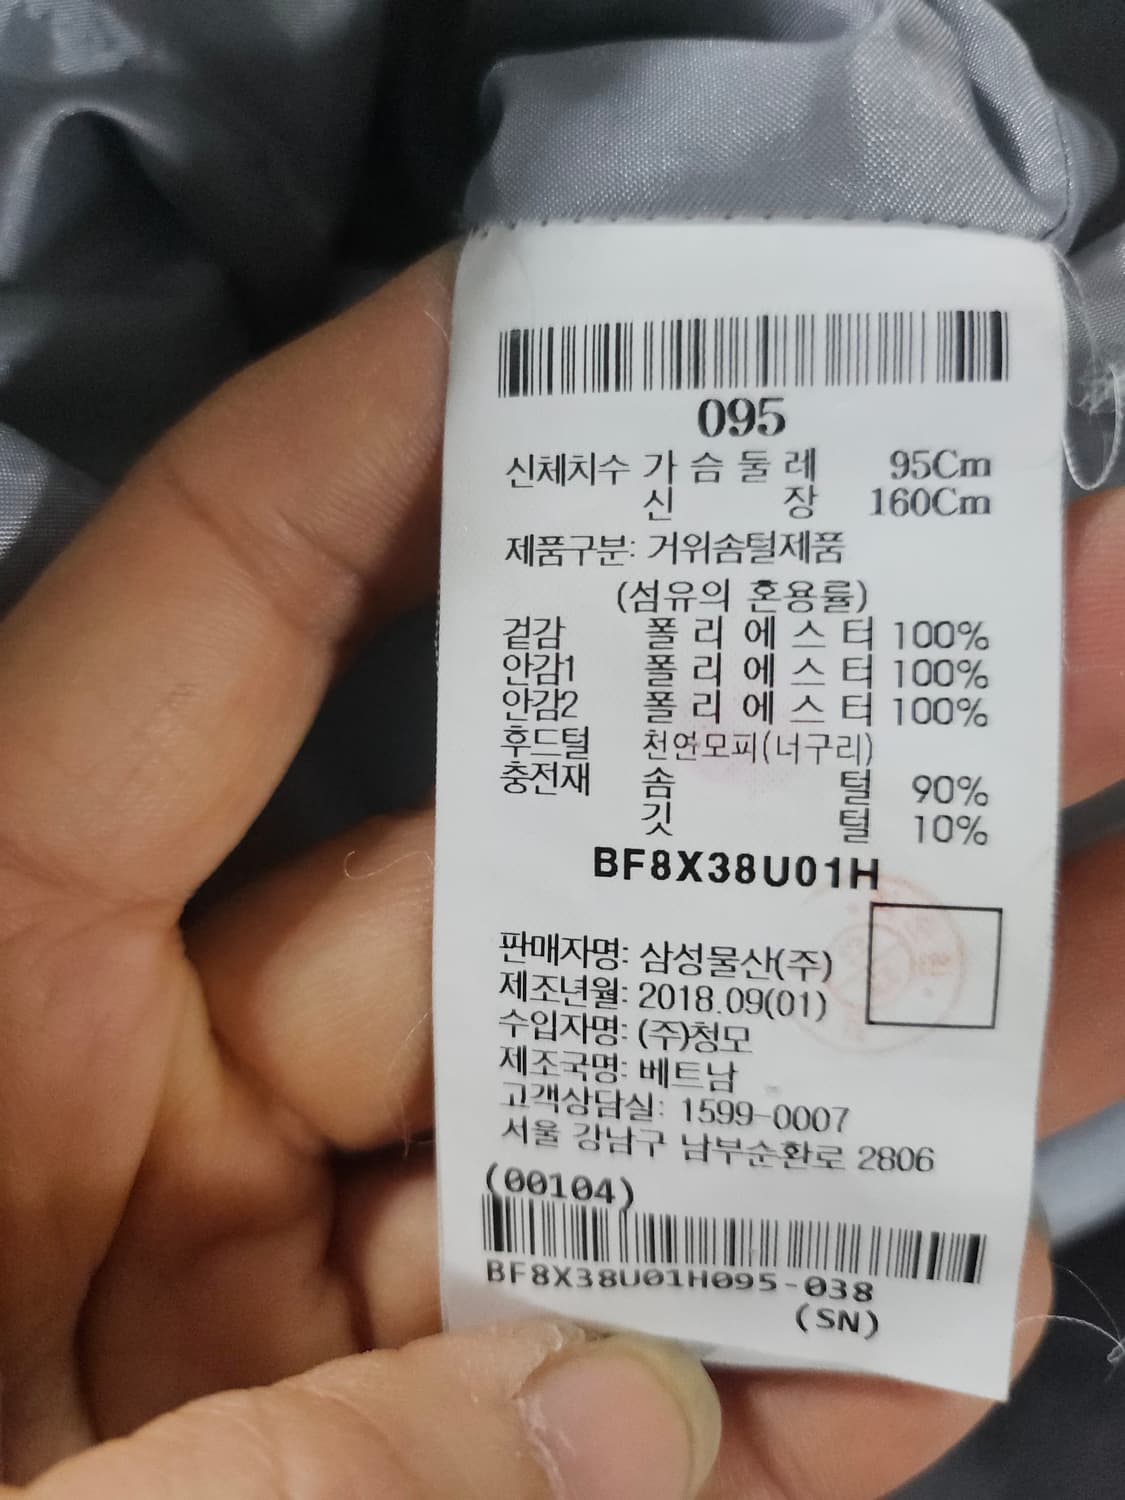 095
신체치수 가슴둘레 95Cm
신장 160Cm
제품구분: 거위솜털제품
(섬유의 혼용률)
겉감 폴리에스터 100%
안감1 폴리에스터 100%
안감2 폴리에스터 100%
후드털 천연모피(너구리)
충전재 솜털 90%
깃털 10%
BF8X38U01H
판매자명: 삼성물산(주)
제조년월: 2018.09(01)
수입자명: (주)청모
제조국명: 베트남
고객상담실: 1599-0007
서울 강남구 남부순환로 2806
(00104)
BF8X38U01H095-038
(SN)